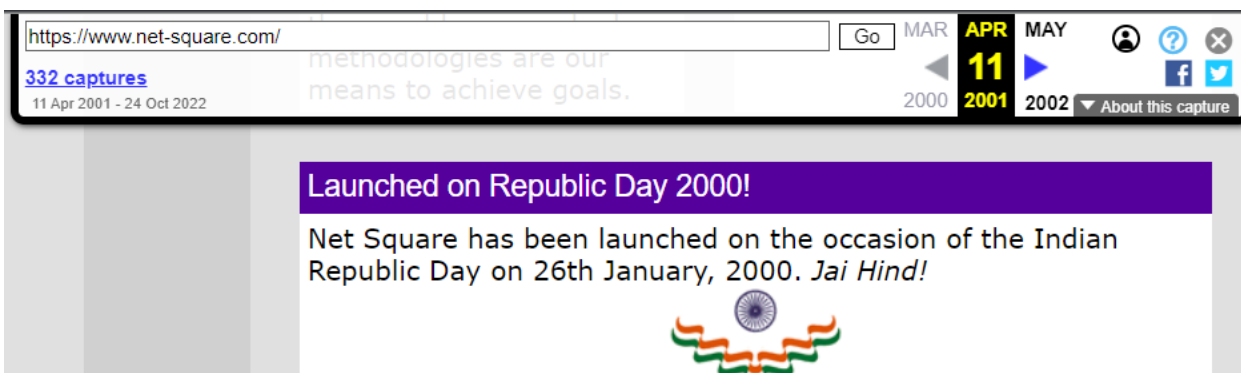 https://www.net-square.com/
Go
MAR
APR
MAY
332 captures
11
11 Apr 2001 - 24 Oct 2022
2000
2001
2002
About this capture
methodologies are our
means to achieve goals.
Launched on Republic Day 2000!
Net Square has been launched on the occasion of the Indian
Republic Day on 26th January, 2000. Jai Hind!